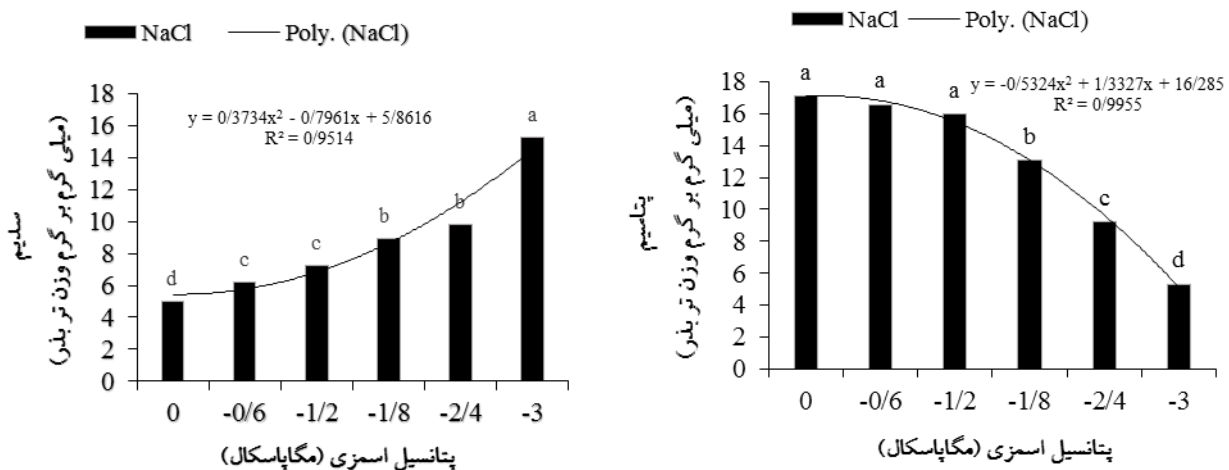 NaCl Poly. (NaCl)
y = 0/3734x² - 0/7961x + 5/8616
R² = 0/9514
18
16
14
12
10
8
6
4
2
0
d
c
c
b
b
a
0
-0/6
-1/2
-1/8
-2/4
-3
سدیم
(میلی گرم بر گرم وزن تر بذر)
پتانسیل اسمزی (مگاپاسکال)
NaCl Poly. (NaCl)
y = -0/5324x² + 1/3327x + 16/285
R² = 0/9955
18
16
14
12
10
8
6
4
2
0
a
a
a
b
c
d
0
-0/6
-1/2
-1/8
-2/4
-3
پتاسیم
(میلی گرم بر گرم وزن تر بذر)
پتانسیل اسمزی (مگاپاسکال)